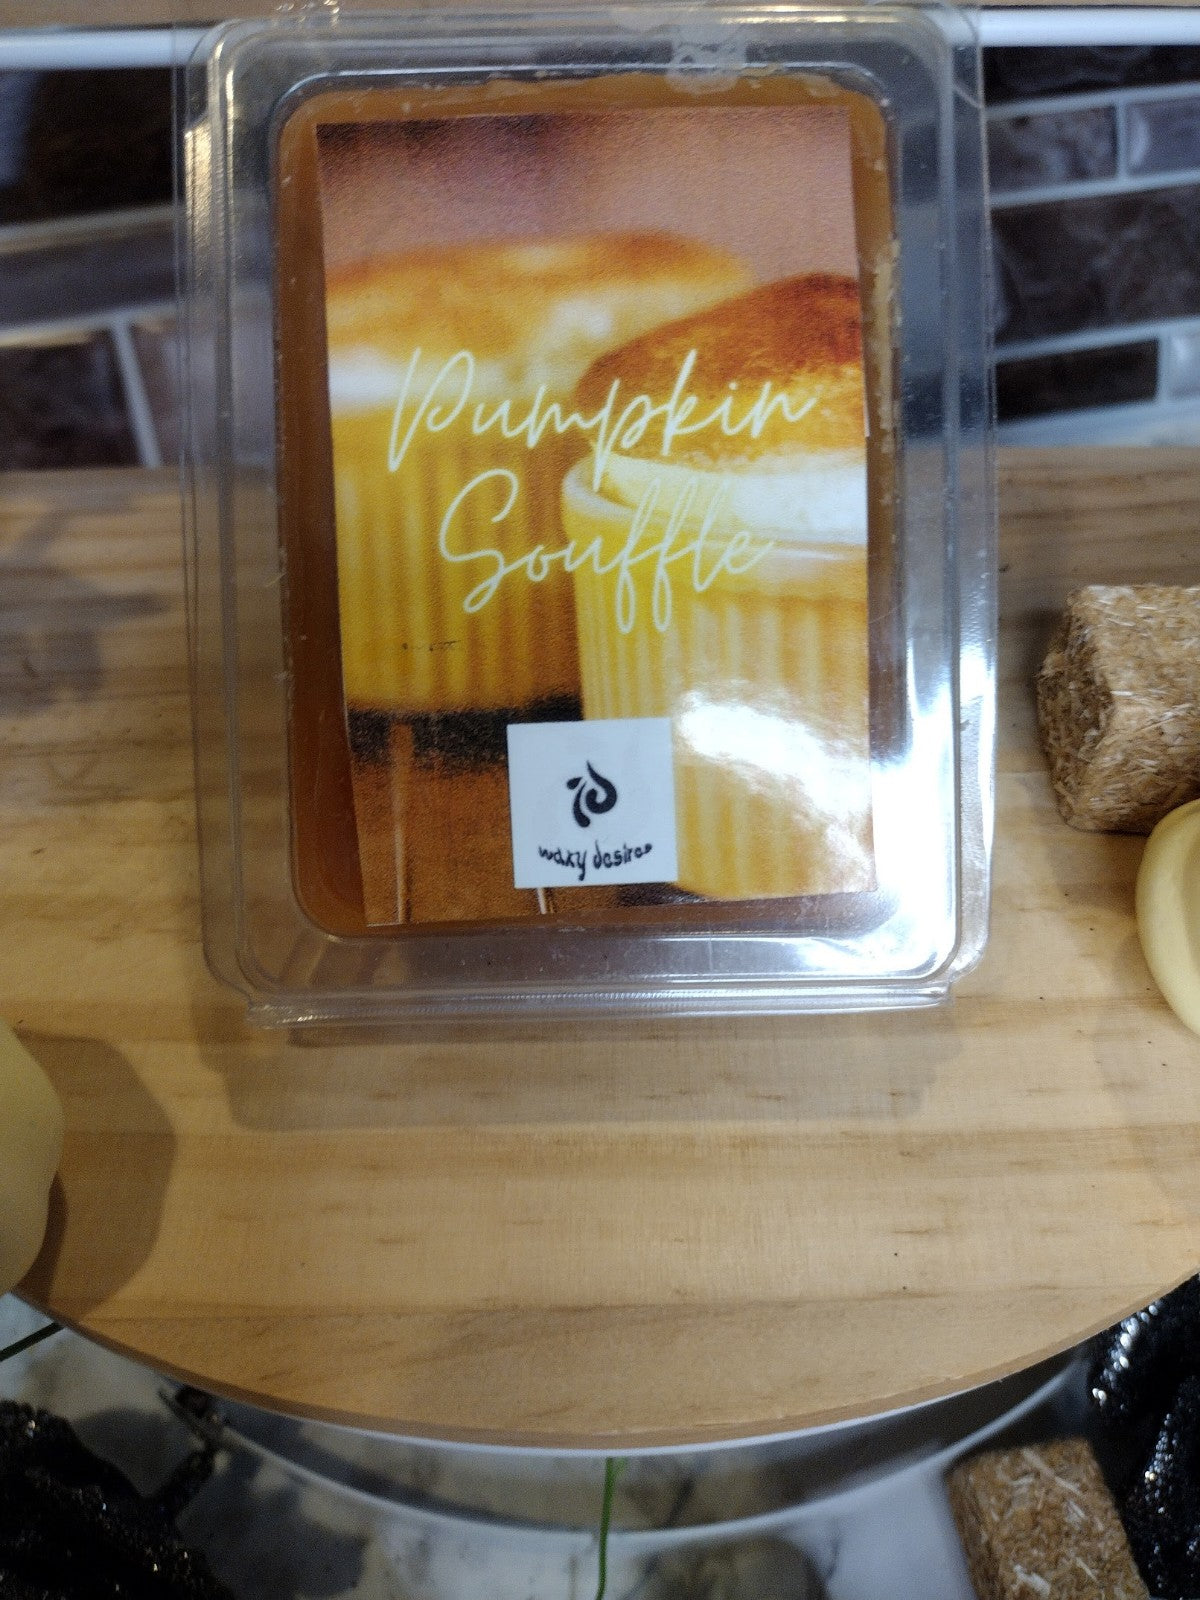 Pumpkin
Souffle
waxy desires